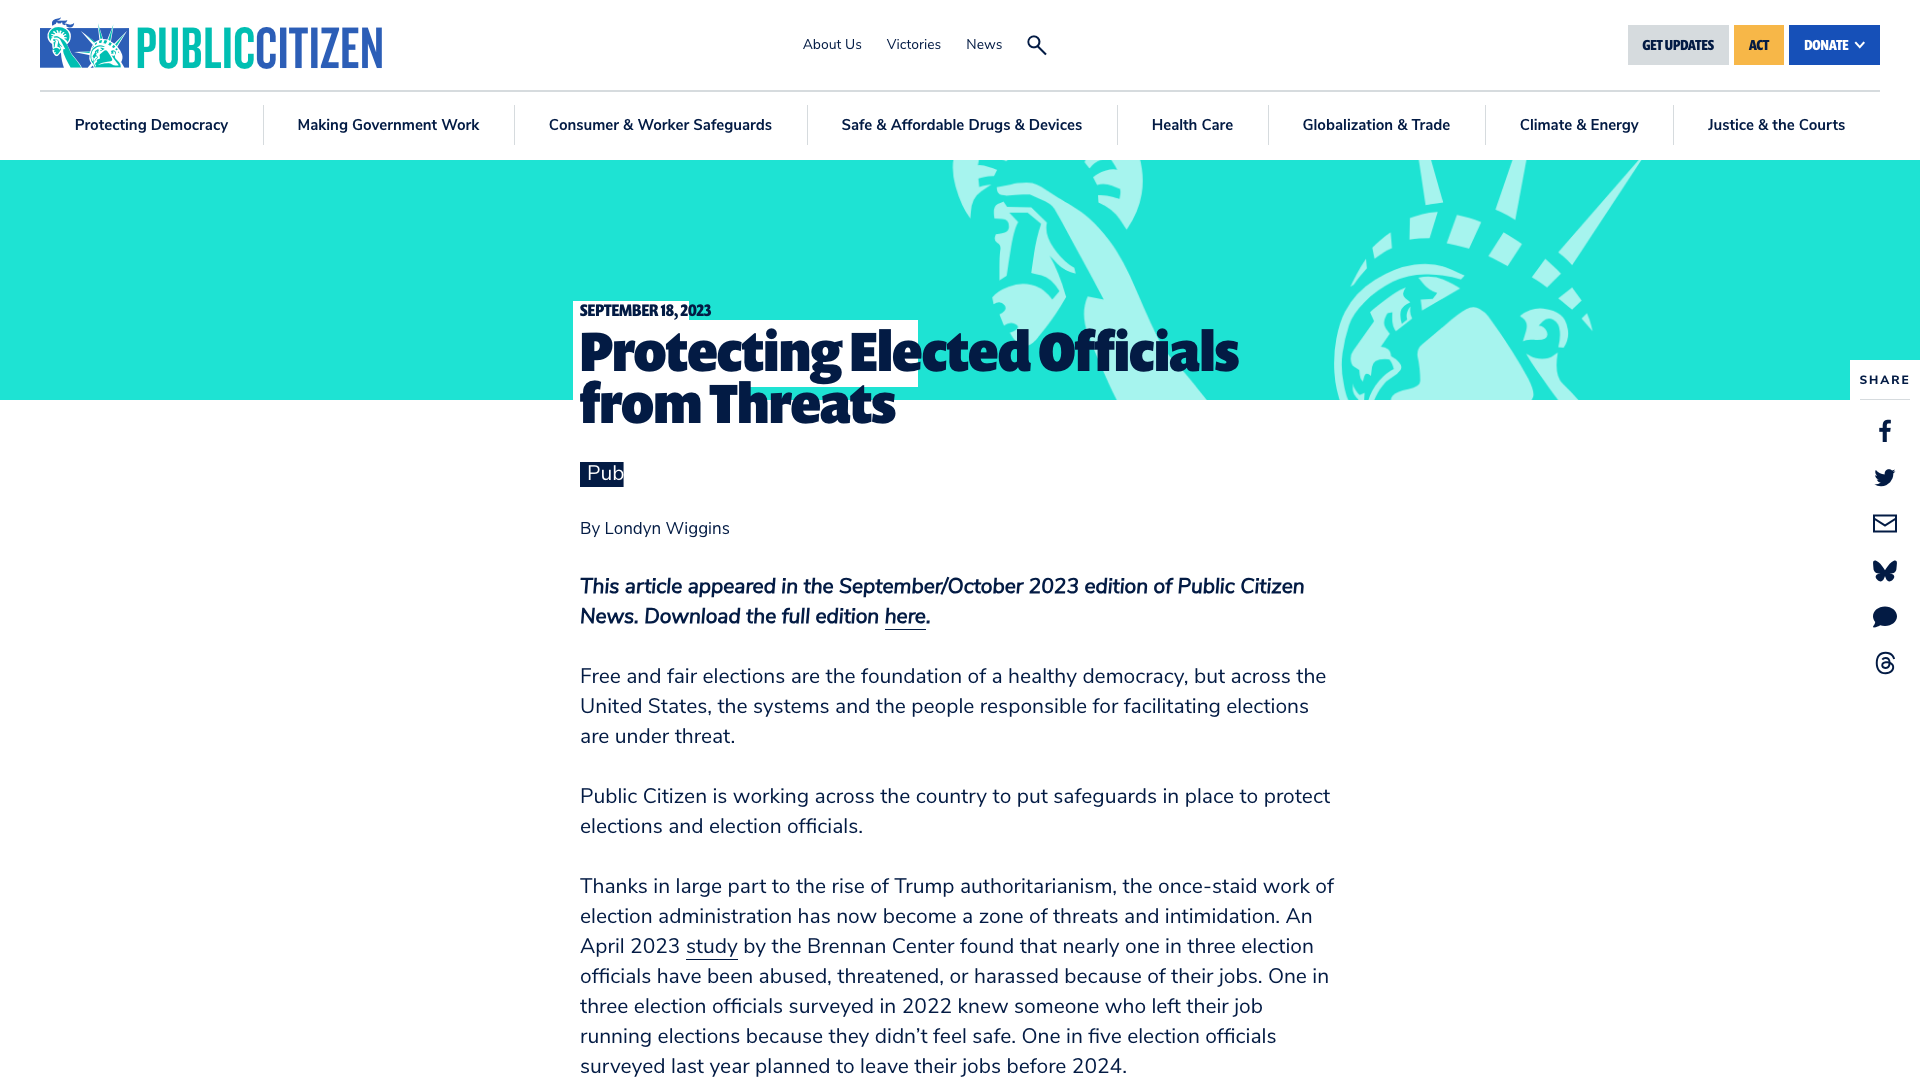 PUBLICCITIZEN
About Us
Victories
News
GET UPDATES
ACT
DONATE
Protecting Democracy
Making Government Work
Consumer & Worker Safeguards
Safe & Affordable Drugs & Devices
Health Care
Globalization & Trade
Climate & Energy
Justice & the Courts
SEPTEMBER 18, 2023
Protecting Elected Officials
from Threats
Pub
By Londyn Wiggins
This article appeared in the September/October 2023 edition of Public Citizen
News. Download the full edition here.
Free and fair elections are the foundation of a healthy democracy, but across the
United States, the systems and the people responsible for facilitating elections
are under threat.
Public Citizen is working across the country to put safeguards in place to protect
elections and election officials.
Thanks in large part to the rise of Trump authoritarianism, the once-staid work of
election administration has now become a zone of threats and intimidation. An
April 2023 study by the Brennan Center found that nearly one in three election
officials have been abused, threatened, or harassed because of their jobs. One in
three election officials surveyed in 2022 knew someone who left their job
running elections because they didn’t feel safe. One in five election officials
surveyed last year planned to leave their jobs before 2024.
SHARE